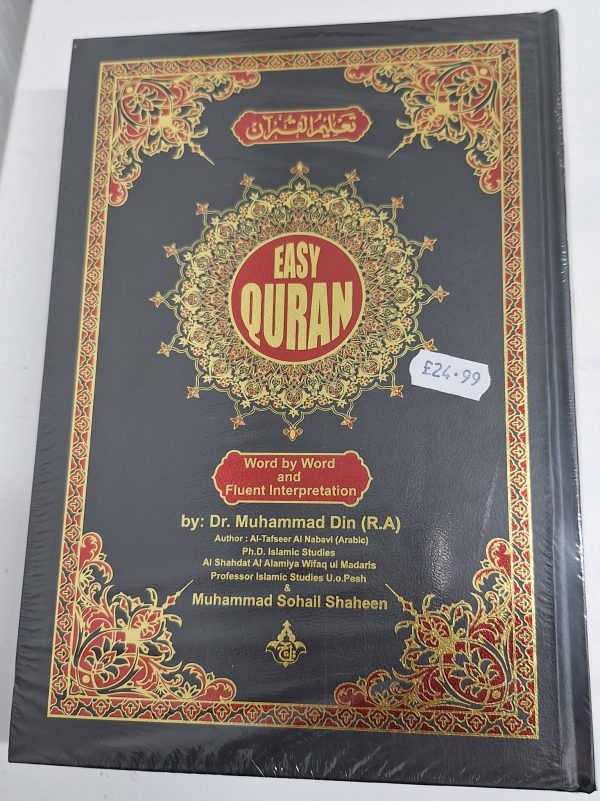 تعليم القرآن
EASY
QURAN
£24.99
Word by Word
and
Fluent Interpretation
by: Dr. Muhammad Din (R.A)
Author : Al-Tafseer Al Nabavi (Arabic)
Ph.D. Islamic Studies
Al Shahdat Al Alamiya Wifaq ul Madaris
Professor Islamic Studies U.o.Pesh
&
Muhammad Sohail Shaheen